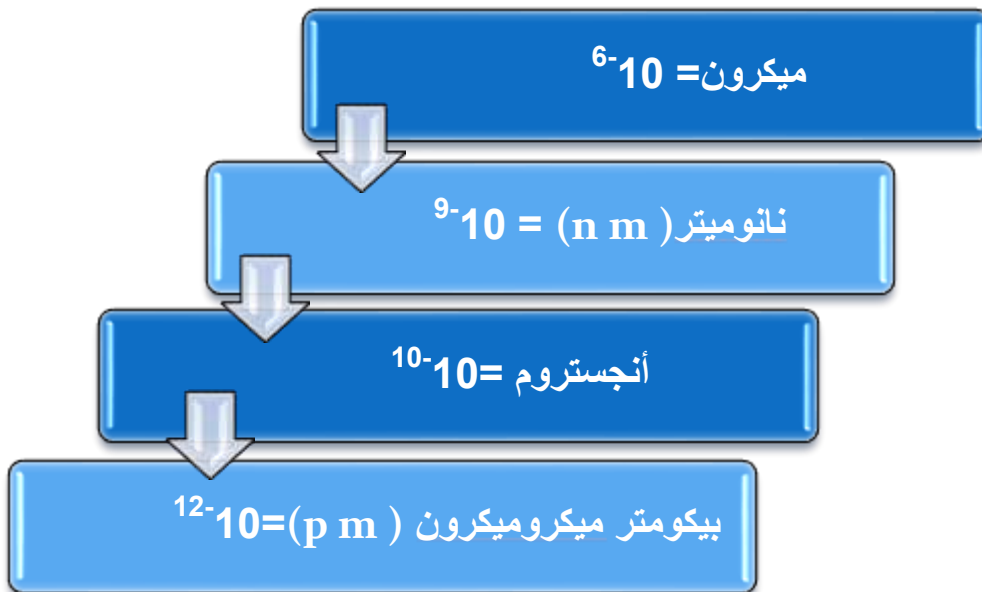 ميكرون= 10⁻⁶
نانوميتر( n m) = 10⁻⁹
أنجستروم =10⁻¹⁰
بيكومتر ميكروميكرون ( p m)=10⁻¹²